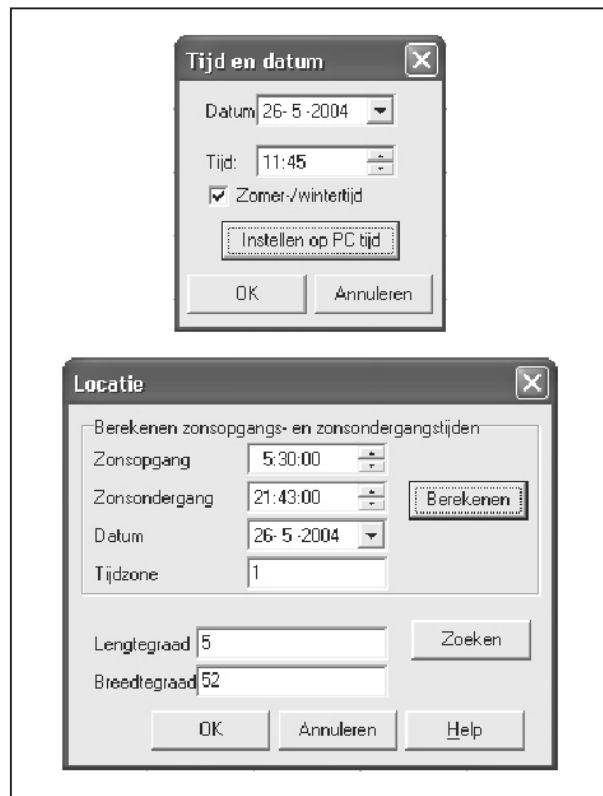 Tijd en datum
Datum 26- 5 -2004
Tijd: 11:45
Zomer-/wintertijd
Instellen op PC tijd
OK Annuleren
Locatie
Berekenen zonsopgangs- en zonsondergangstijden
Zonsopgang 5:30:00
Zonsondergang 21:43:00 Berekenen
Datum 26- 5 -2004
Tijdzone 1
Lengtegraad 5 Zoeken
Breedtegraad 52
OK Annuleren Help